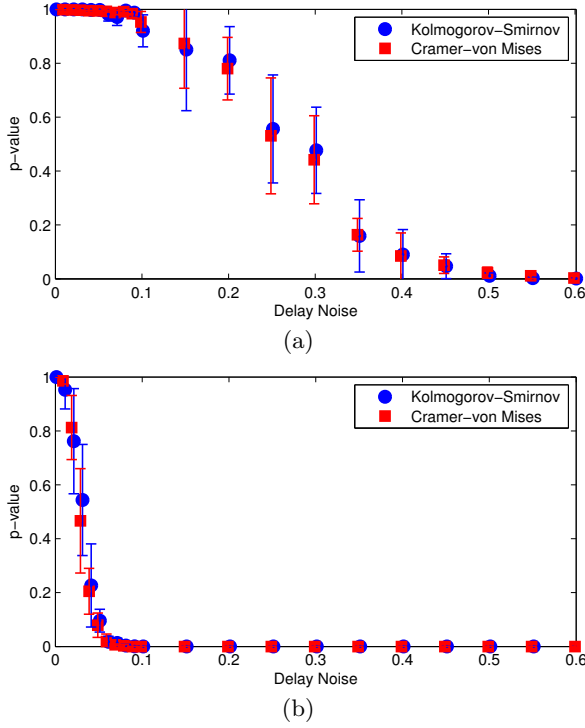 1
0.8
0.6
0.4
0.2
0
p-value
Kolmogorov-Smirnov
Cramer-von Mises
0 0.1 0.2 0.3 0.4 0.5 0.6
Delay Noise
(a)
1
0.8
0.6
0.4
0.2
0
p-value
Kolmogorov-Smirnov
Cramer-von Mises
0 0.1 0.2 0.3 0.4 0.5 0.6
Delay Noise
(b)